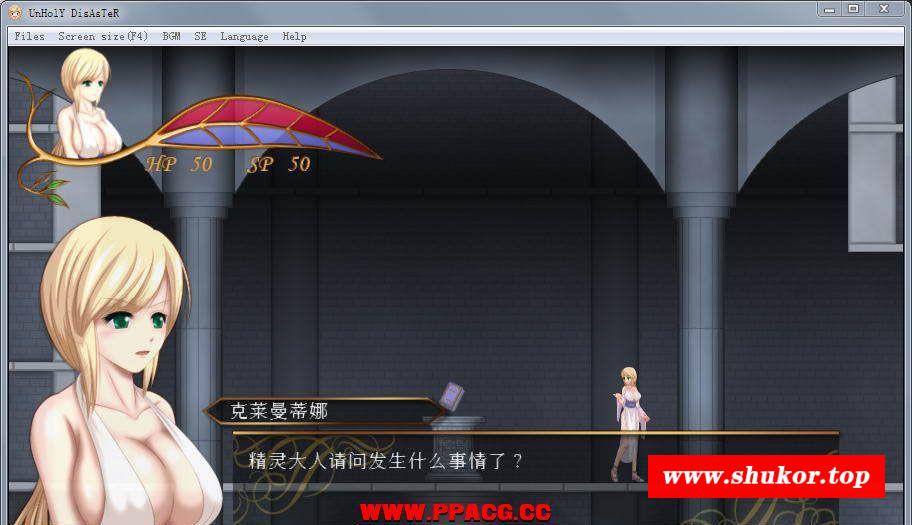 UnHolY DisAsTeR
Files Screen size(F4) BGM SE Language Help
HP 50 SP 50
克莱曼蒂娜
精灵大人请问发生什么事情了？
www.shukor.top
WWW.PPACG.CC